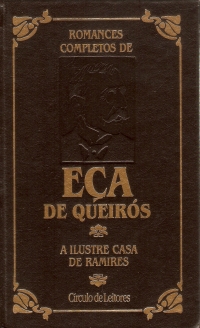 ROMANCES
COMPLETOS DE
EÇA
DE QUEIRÓS
A ILUSTRE CASA
DE RAMIRES
Círculo de Leitores